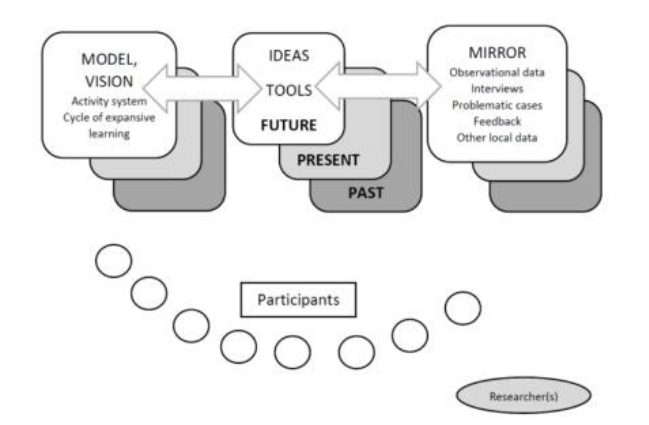 MODEL,
VISION
Activity system
Cycle of expansive
learning
IDEAS
TOOLS
FUTURE
PRESENT
PAST
MIRROR
Observational data
Interviews
Problematic cases
Feedback
Other local data
Participants
Researcher(s)